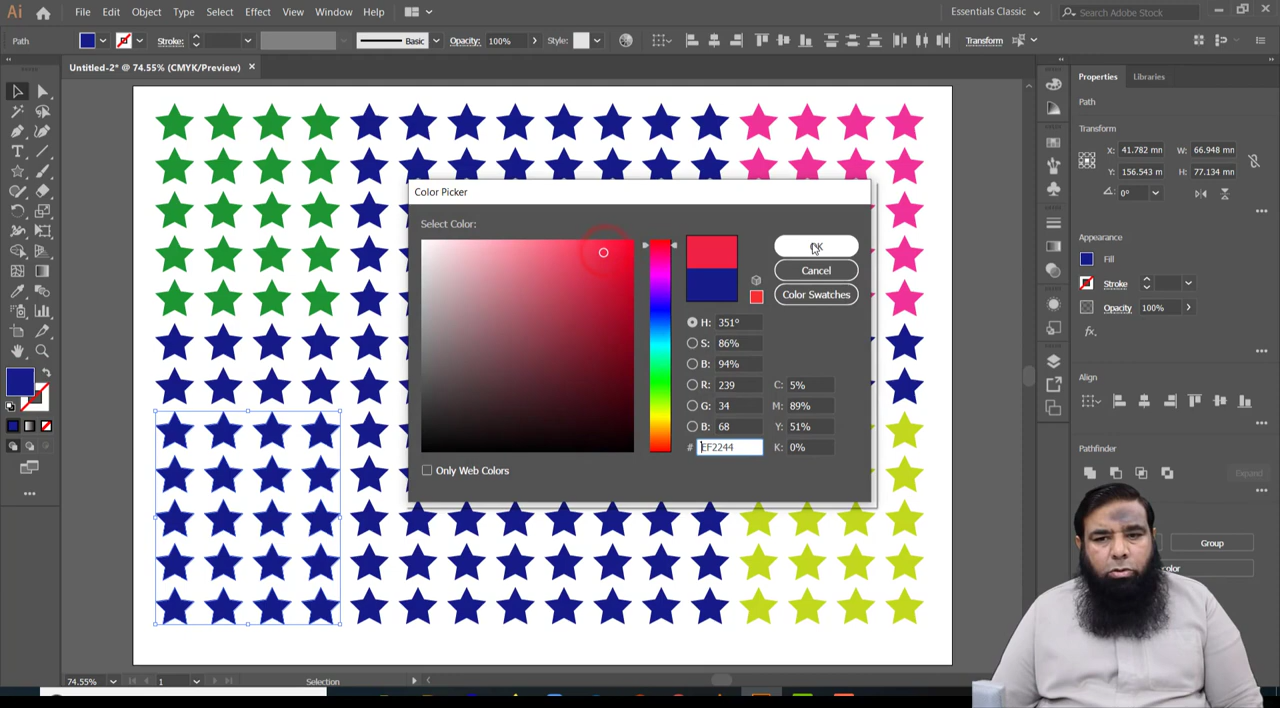 Ai File Edit Object Type Select Effect View Window Help Essentials Classic Search Adobe Stock
Path Stroke: Basic Opacity: 100% Style: Transform
Untitled-2* @ 74.55% (CMYK/Preview) ×
Properties Libraries
Path
Transform
X: 41.782 mm W: 66.948 mm
Y: 156.543 m H: 77.134 mm
0°
Appearance
Fill
Stroke
Opacity 100%
fx.
Align
Pathfinder
Expand
Group
color
Color Picker
Select Color:
OK
Cancel
Color Swatches
H: 351°
S: 86%
B: 94%
R: 239 C: 5%
G: 34 M: 89%
B: 68 Y: 51%
# EF2244 K: 0%
Only Web Colors
74.55% 1 Selection